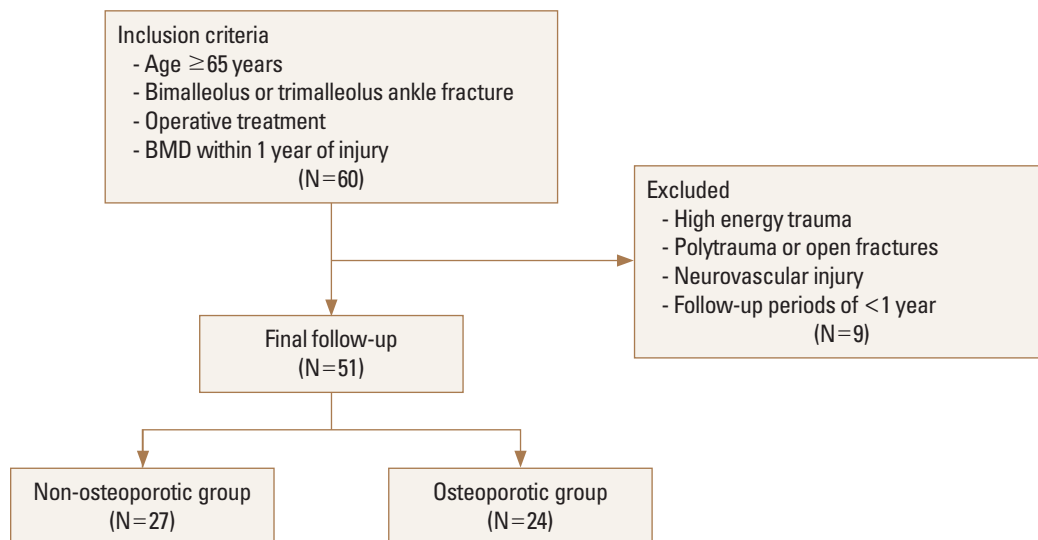 Inclusion criteria
- Age ≥65 years
- Bimalleolus or trimalleolus ankle fracture
- Operative treatment
- BMD within 1 year of injury
(N=60)
Excluded
- High energy trauma
- Polytrauma or open fractures
- Neurovascular injury
- Follow-up periods of <1 year
(N=9)
Final follow-up
(N=51)
Non-osteoporotic group
(N=27)
Osteoporotic group
(N=24)